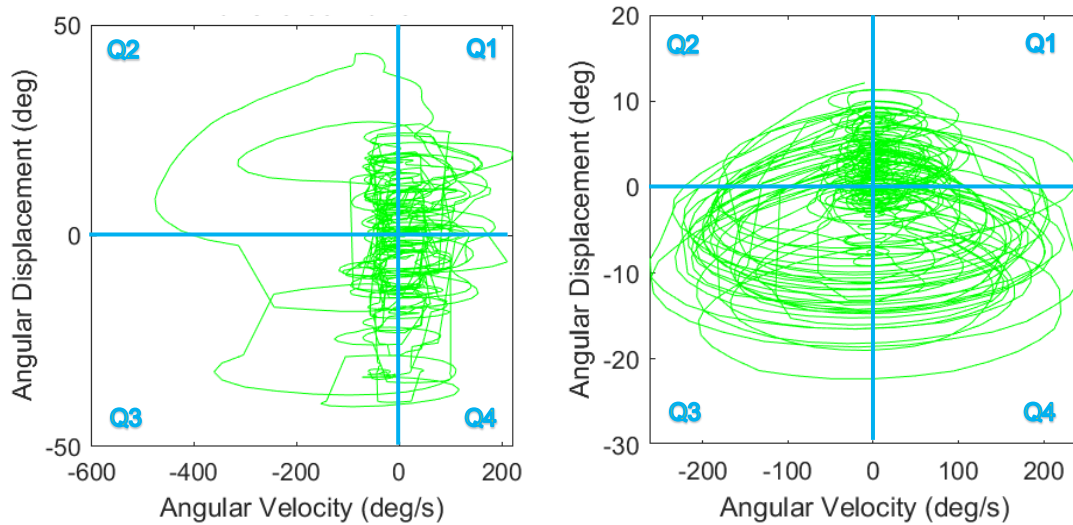 50
Q2
Q1
0
Q3
Q4
-50
-600
-400
-200
0
200
Angular Displacement (deg)
Angular Velocity (deg/s)
20
Q2
Q1
10
0
-10
-20
Q3
Q4
-30
-200
-100
0
100
200
Angular Displacement (deg)
Angular Velocity (deg/s)